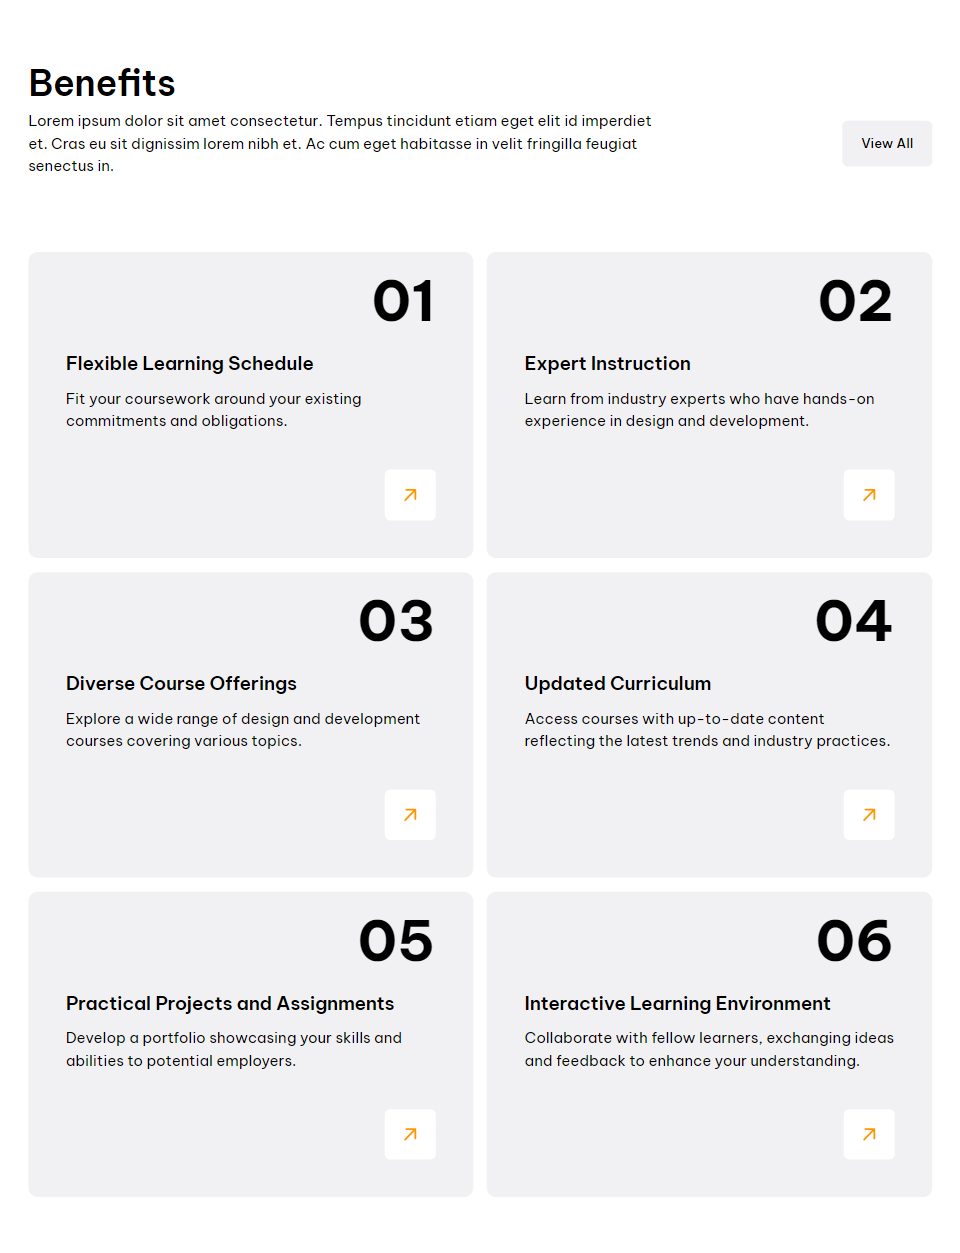 Benefits
Lorem ipsum dolor sit amet consectetur. Tempus tincidunt etiam eget elit id imperdiet
et. Cras eu sit dignissim lorem nibh et. Ac cum eget habitasse in velit fringilla feugiat
senectus in.
View All
01
Flexible Learning Schedule
Fit your coursework around your existing
commitments and obligations.
02
Expert Instruction
Learn from industry experts who have hands-on
experience in design and development.
03
Diverse Course Offerings
Explore a wide range of design and development
courses covering various topics.
04
Updated Curriculum
Access courses with up-to-date content
reflecting the latest trends and industry practices.
05
Practical Projects and Assignments
Develop a portfolio showcasing your skills and
abilities to potential employers.
06
Interactive Learning Environment
Collaborate with fellow learners, exchanging ideas
and feedback to enhance your understanding.